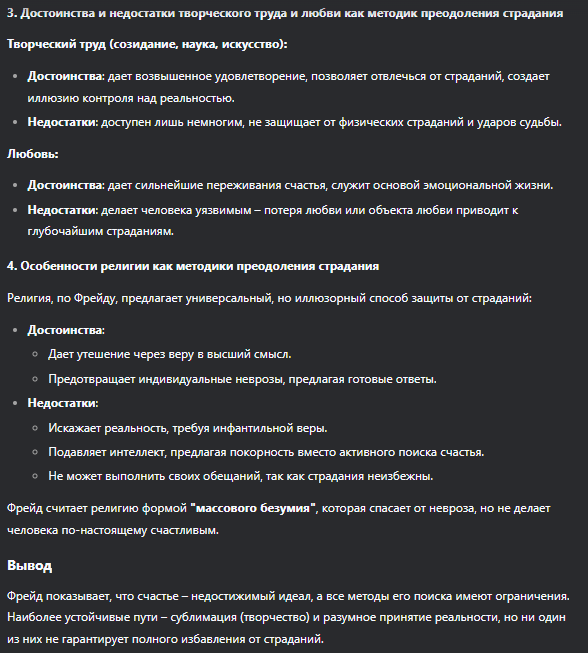 3. Достоинства и недостатки творческого труда и любви как методик преодоления страдания
Творческий труд (созидание, наука, искусство):
• Достоинства: дает возвышенное удовлетворение, позволяет отвлечься от страданий, создает
иллюзию контроля над реальностью.
• Недостатки: доступен лишь немногим, не защищает от физических страданий и ударов судьбы.
Любовь:
• Достоинства: дает сильнейшие переживания счастья, служит основой эмоциональной жизни.
• Недостатки: делает человека уязвимым – потеря любви или объекта любви приводит к
глубочайшим страданиям.
4. Особенности религии как методики преодоления страдания
Религия, по Фрейду, предлагает универсальный, но иллюзорный способ защиты от страданий:
• Достоинства:
◦ Дает утешение через веру в высший смысл.
◦ Предотвращает индивидуальные неврозы, предлагая готовые ответы.
• Недостатки:
◦ Искажает реальность, требуя инфантильной веры.
◦ Подавляет интеллект, предлагая покорность вместо активного поиска счастья.
◦ Не может выполнить своих обещаний, так как страдания неизбежны.
Фрейд считает религию формой "массового безумия", которая спасает от невроза, но не делает
человека по-настоящему счастливым.
Вывод
Фрейд показывает, что счастье – недостижимый идеал, а все методы его поиска имеют ограничения.
Наиболее устойчивые пути – сублимация (творчество) и разумное принятие реальности, но ни один
из них не гарантирует полного избавления от страданий.